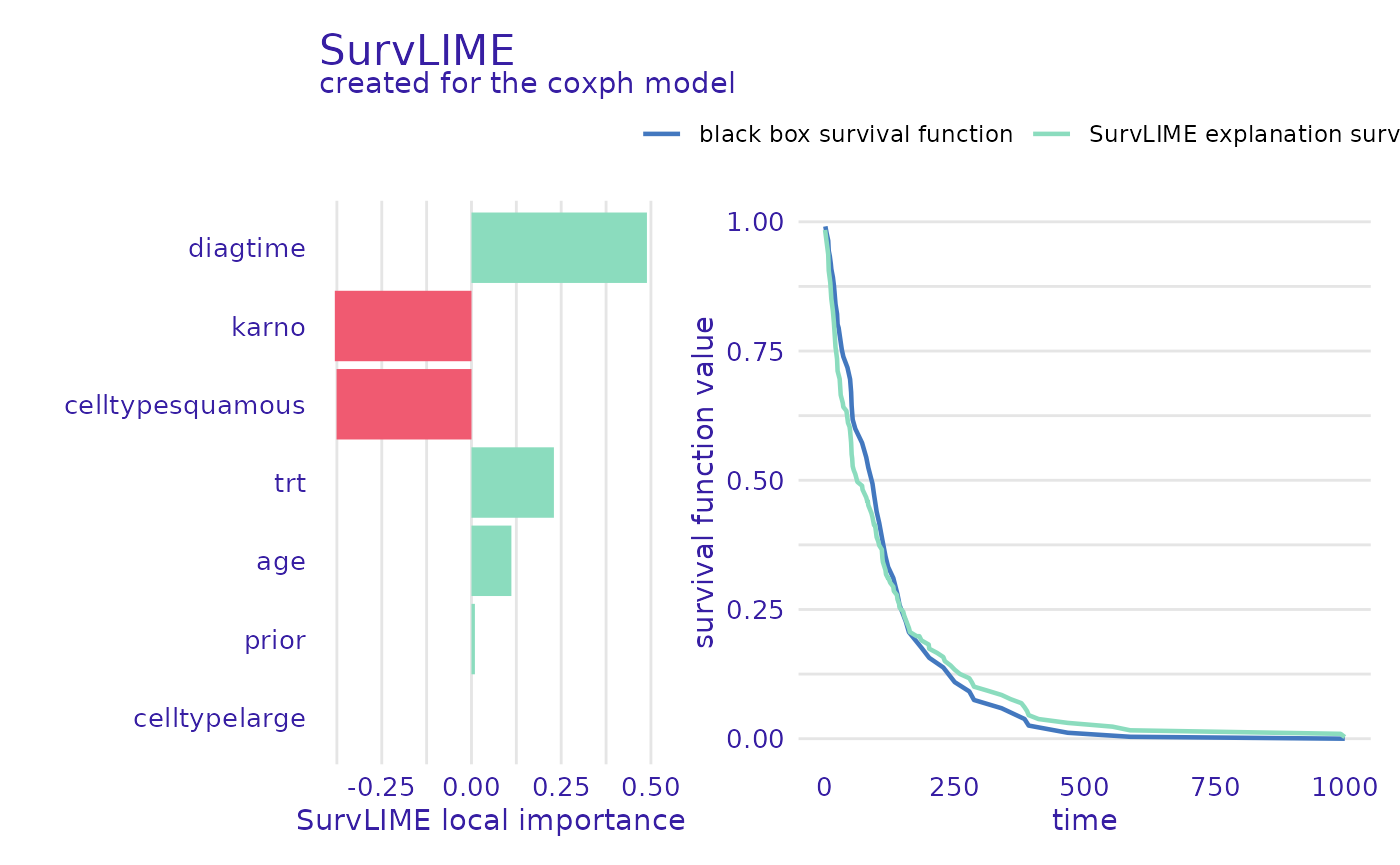 SurvLIME
created for the coxph model
black box survival function
SurvLIME explanation surv
diagtime
karno
celltypesquamous
trt
age
prior
celltypelarge
-0.25 0.00 0.25 0.50
SurvLIME local importance
survival function value
1.00
0.75
0.50
0.25
0.00
0 250 500 750 1000
time